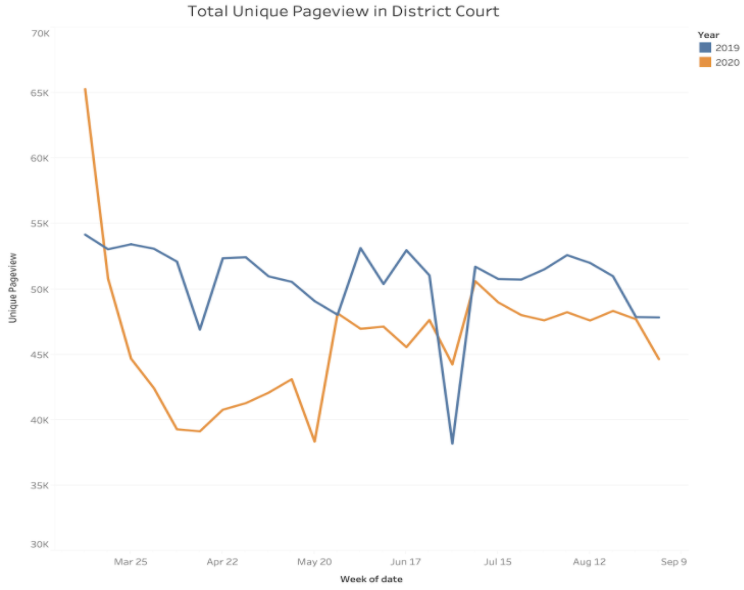 Total Unique Pageview in District Court
Year
2019
2020
70K
65K
60K
55K
50K
45K
40K
35K
30K
Unique Pageview
Mar 25 Apr 22 May 20 Jun 17 Jul 15 Aug 12 Sep 9
Week of date